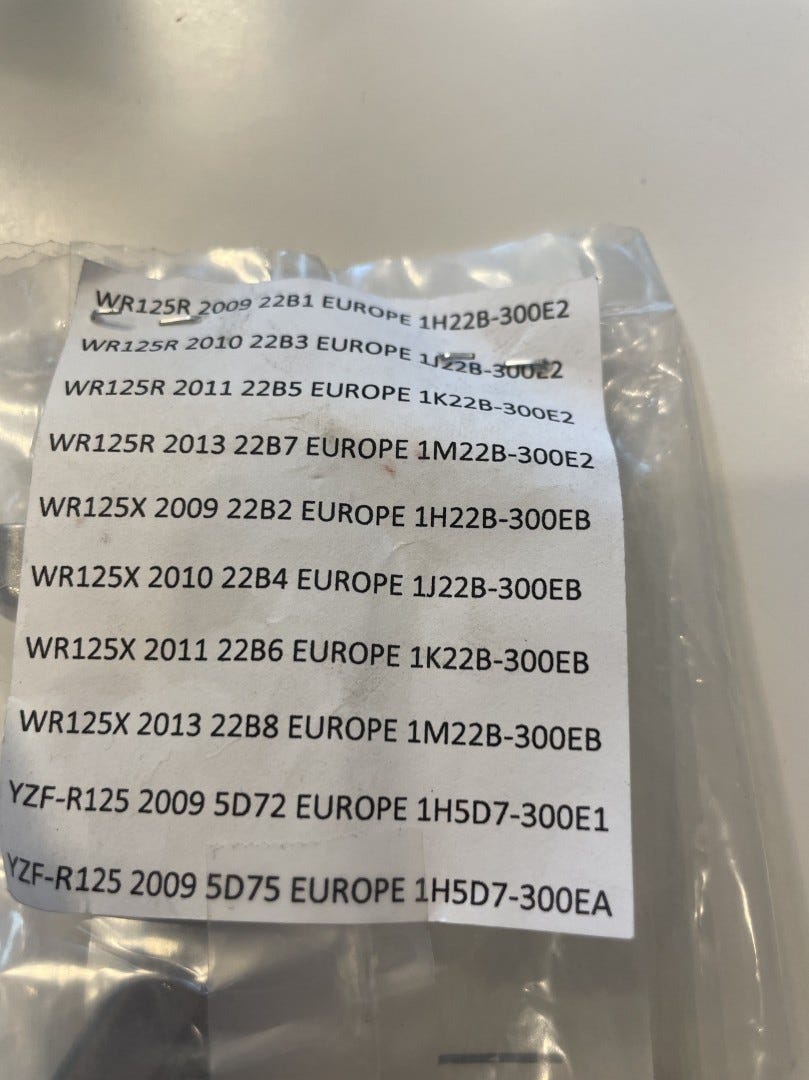 WR125R 2009 22B1 EUROPE 1H22B-300E2
WR125R 2010 22B3 EUROPE 1J22B-300E2
WR125R 2011 22B5 EUROPE 1K22B-300E2
WR125R 2013 22B7 EUROPE 1M22B-300E2
WR125X 2009 22B2 EUROPE 1H22B-300EB
WR125X 2010 22B4 EUROPE 1J22B-300EB
WR125X 2011 22B6 EUROPE 1K22B-300EB
WR125X 2013 22B8 EUROPE 1M22B-300EB
YZF-R125 2009 5D72 EUROPE 1H5D7-300E1
YZF-R125 2009 5D75 EUROPE 1H5D7-300EA